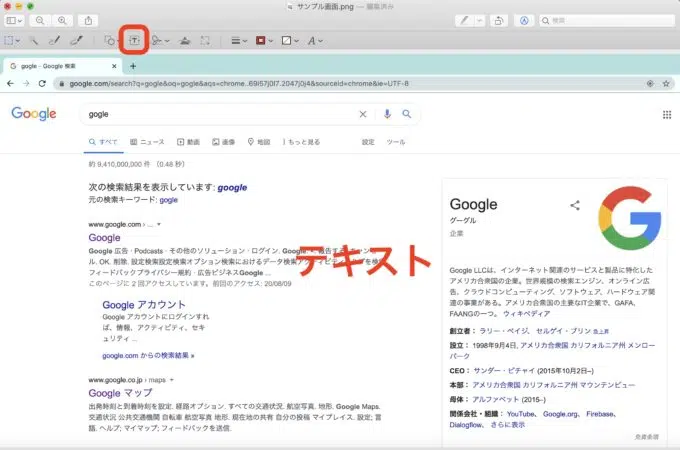 サンプル画面.png — 編集済み
検索
gogle - Google 検索
google.com/search?q=gogle&oq=gogle&aqs=chrome..69i57j0l7.2047j0j4&sourceid=chrome&ie=UTF-8
Google
gogle
すべて ニュース 動画 画像 地図 もっと見る 設定 ツール
約 9,410,000,000 件 (0.48 秒)
次の検索結果を表示しています: google
元の検索キーワード: gogle
www.google.com › ...
Google
Google 広告 · Podcasts · その他のソリューション · ログイン. Google
ル. OK. 削除. 設定検索設定検索オプション検索におけるデータ検索アクティビティ
フィードバックプライバシー規約 · 広告ビジネスGoogle ...
このページに 2 回アクセスしています。前回のアクセス: 20/08/09
テキスト
Google アカウント
Google アカウントにログインすれ
ば、情報、アクティビティ、セキ
ュリティ ...
google.com からの検索結果 »
www.google.co.jp › maps
Google マップ
出発時刻と到着時刻を設定. 経路オプション. すべての交通状況. 航空写真. 地形. Google Maps.
交通状況 公共交通機関 自転車 航空写真 地形. 現在地の共有 自分の投稿 マイプレイス. 設定; 言
語. ヘルプ; マイマップ; フィードバックを送信.
Google
グーグル
企業
Google LLCは、インターネット関連のサービスと製品に特化した
アメリカ合衆国の企業。世界規模の検索エンジン、オンライン広
告、クラウドコンピューティング、ソフトウェア、ハードウェア関
連の事業がある。アメリカ合衆国の主要なIT企業で、GAFA,
FAANGの一つ。 ウィキペディア
創立者： ラリー・ペイジ、 セルゲイ・ブリン 急上昇
設立： 1998年9月4日, アメリカ合衆国 カリフォルニア州 メンロー
パーク
CEO： サンダー・ピチャイ (2015年10月2日~)
本部： アメリカ合衆国 カリフォルニア州 マウンテンビュー
母体： アルファベット (2015~)
関係会社・組織： YouTube、 Google.org、 Firebase、
Dialogflow、 さらに表示
免責条項